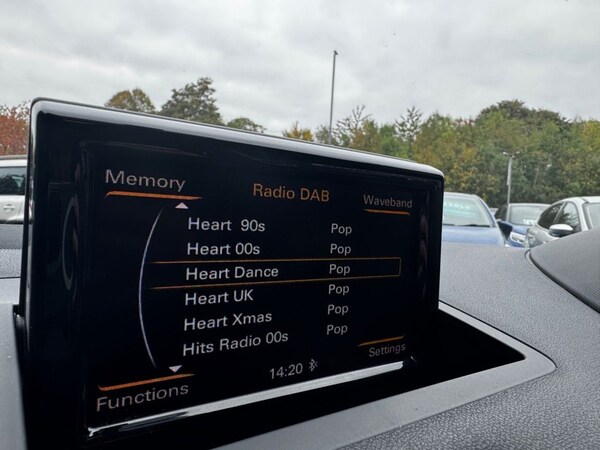 Memory
Radio DAB
Waveband
Heart 90s Pop
Heart 00s Pop
Heart Dance Pop
Heart UK Pop
Heart Xmas Pop
Hits Radio 00s Pop
Functions
14:20
Settings